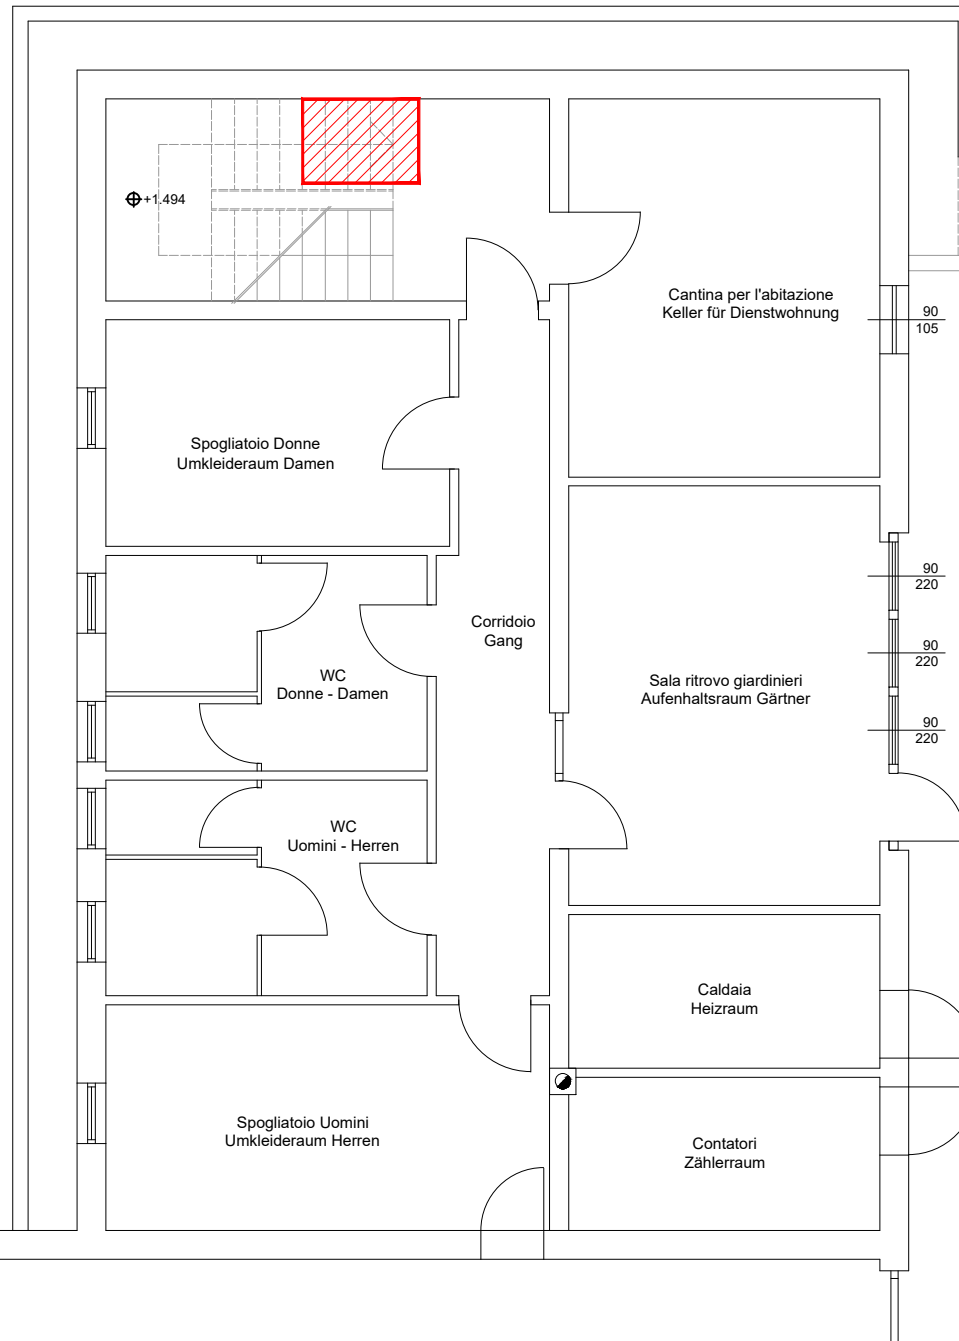 +1.494
Cantina per l'abitazione
Keller für Dienstwohnung
90
105
Spogliatoio Donne
Umkleideraum Damen
90
220
Corridoio
Gang
90
220
WC
Donne - Damen
Sala ritrovo giardinieri
Aufenhaltsraum Gärtner
90
220
WC
Uomini - Herren
Caldaia
Heizraum
Spogliatoio Uomini
Umkleideraum Herren
Contatori
Zählerraum